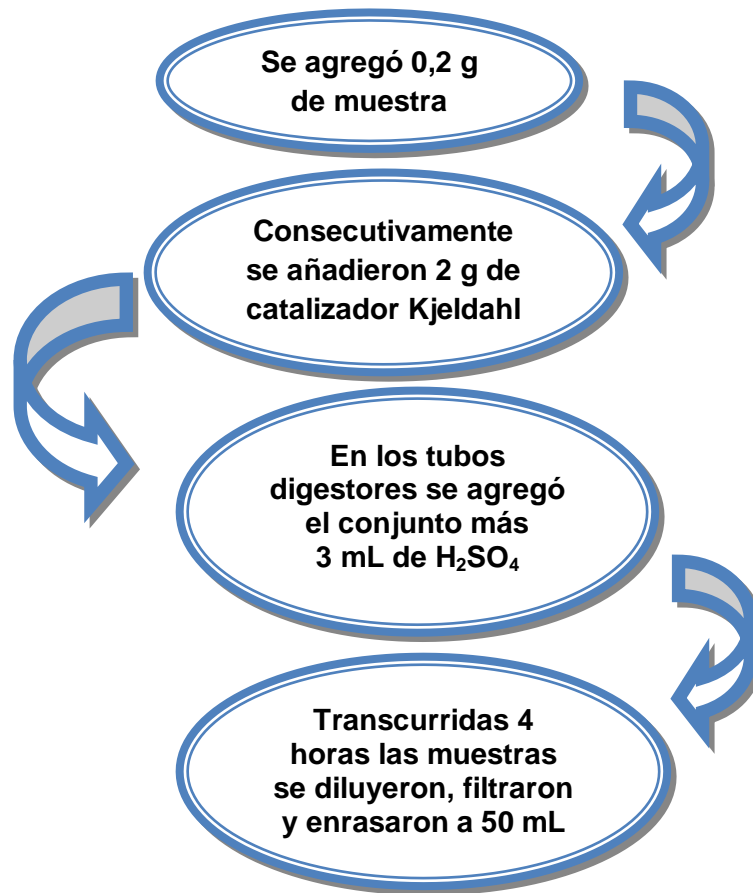 Se agregó 0,2 g
de muestra
Consecutivamente
se añadieron 2 g de
catalizador Kjeldahl
En los tubos
digestores se agregó
el conjunto más
3 mL de H₂SO₄
Transcurridas 4
horas las muestras
se diluyeron, filtraron
y enrasaron a 50 mL